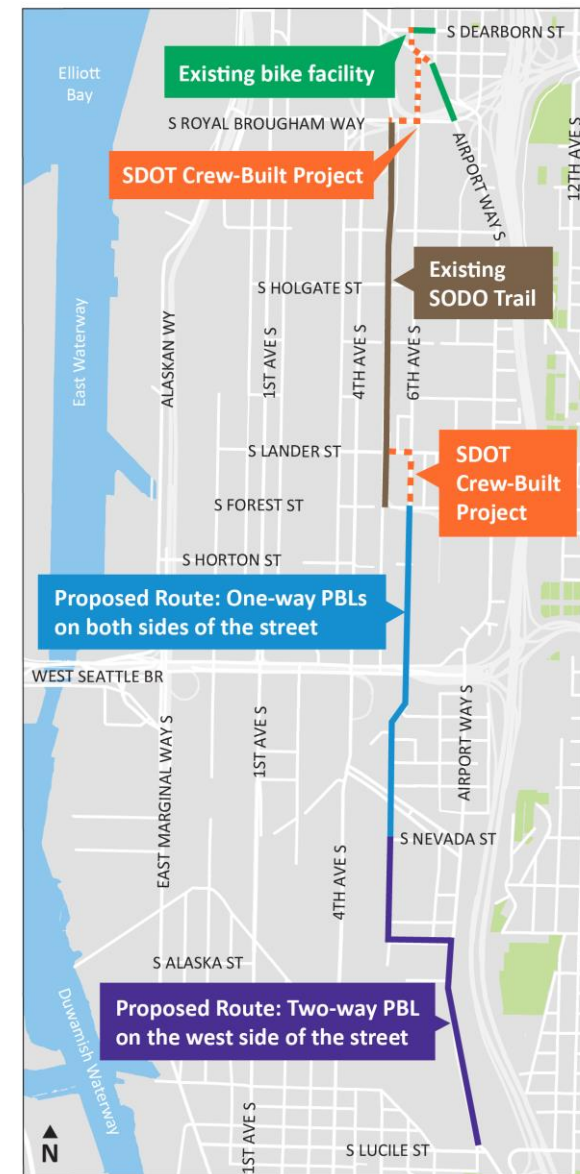 S DEARBORN ST
Elliott
Bay
Existing bike facility
S ROYAL BROUGHAM WAY
AIRPORT WAY S
12TH AVE S
SDOT Crew-Built Project
Existing
SODO Trail
S HOLGATE ST
East Waterway
ALASKAN WY
1ST AVE S
4TH AVE S
6TH AVE S
S LANDER ST
SDOT
Crew-Built
Project
S FOREST ST
S HORTON ST
Proposed Route: One-way PBLs
on both sides of the street
WEST SEATTLE BR
EAST MARGINAL WAY S
1ST AVE S
AIRPORT WAY S
S NEVADA ST
4TH AVE S
S ALASKA ST
Proposed Route: Two-way PBL
on the west side of the street
Duwamish Waterway
N
1ST AVE S
S LUCILE ST